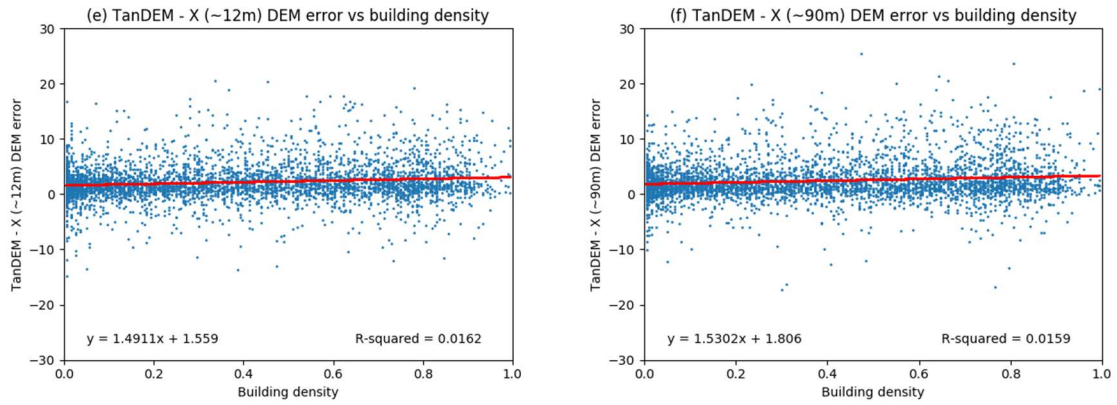 (e) TanDEM - X (~12m) DEM error vs building density
30
20
10
0
−10
−20
−30
TanDEM - X (~12m) DEM error
y = 1.4911x + 1.559
R-squared = 0.0162
0.0 0.2 0.4 0.6 0.8 1.0
Building density
(f) TanDEM - X (~90m) DEM error vs building density
30
20
10
0
−10
−20
−30
TanDEM - X (~90m) DEM error
y = 1.5302x + 1.806
R-squared = 0.0159
0.0 0.2 0.4 0.6 0.8 1.0
Building density